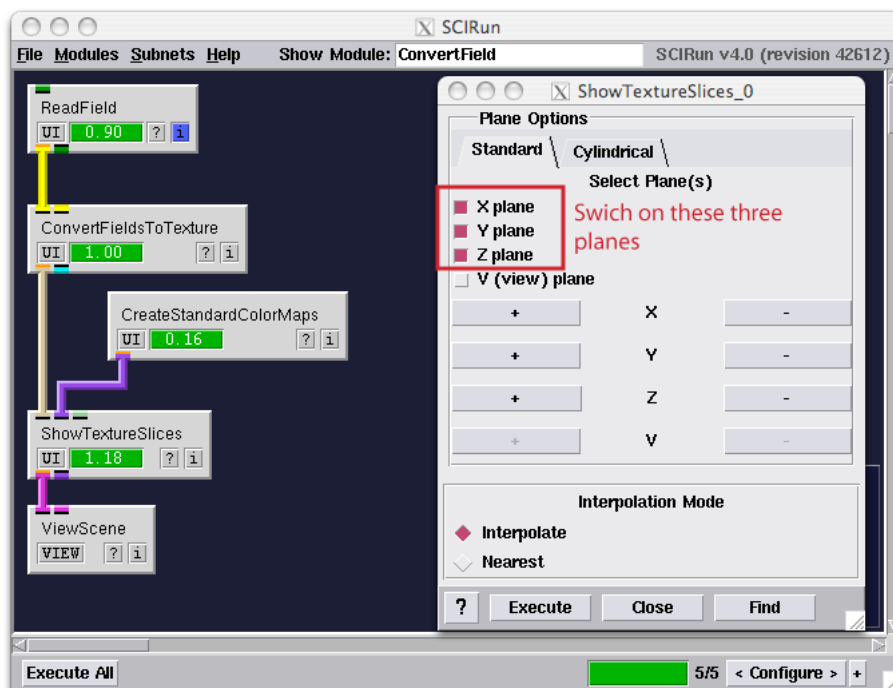 SCIRun
File Modules Subnets Help Show Module: ConvertField SCIRun v4.0 (revision 42612)
ReadField
UI 0.90 ? i
ConvertFieldsToTexture
UI 1.00 ? i
CreateStandardColorMaps
UI 0.16 ? i
ShowTextureSlices
UI 1.18 ? i
ViewScene
VIEW ? i
ShowTextureSlices_0
Plane Options
Standard Cylindrical
Select Plane(s)
X plane
Y plane
Z plane
V (view) plane
Swich on these three
planes
+ X -
+ Y -
+ Z -
+ V -
Interpolation Mode
Interpolate
Nearest
? Execute Close Find
Execute All 5/5 < Configure > +